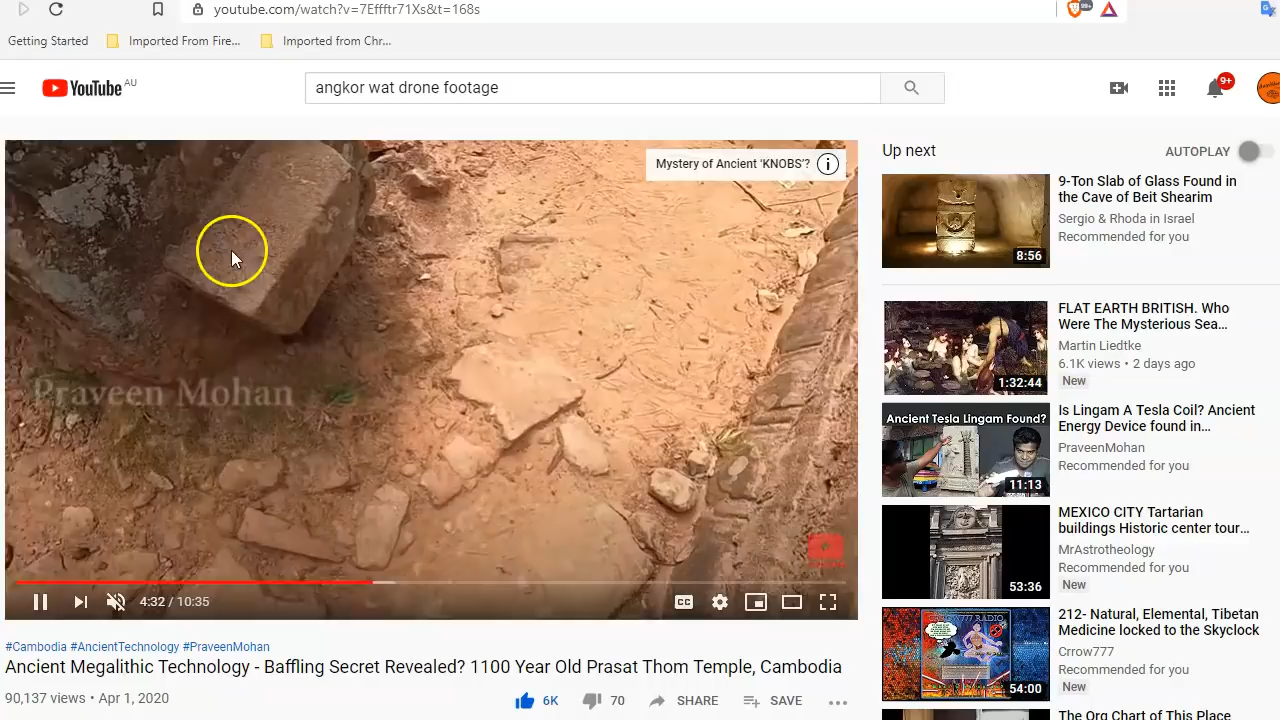 youtube.com/watch?v=7Effftr71Xs&t=168s
99+
Getting Started
Imported From Fire...
Imported from Chr...
YouTube AU
angkor wat drone footage
9+
Mystery of Ancient 'KNOBS'?
Praveen Mohan
4:32 / 10:35
CC
#Cambodia #AncientTechnology #PraveenMohan
Ancient Megalithic Technology - Baffling Secret Revealed? 1100 Year Old Prasat Thom Temple, Cambodia
90,137 views • Apr 1, 2020
6K
70
SHARE
SAVE
Up next
AUTOPLAY
8:56
9-Ton Slab of Glass Found in
the Cave of Beit Shearim
Sergio & Rhoda in Israel
Recommended for you
1:32:44
FLAT EARTH BRITISH. Who
Were The Mysterious Sea...
Martin Liedtke
6.1K views • 2 days ago
New
Ancient Tesla Lingam Found?
11:13
Is Lingam A Tesla Coil? Ancient
Energy Device found in...
PraveenMohan
Recommended for you
53:36
MEXICO CITY Tartarian
buildings Historic center tour...
MrAstrotheology
Recommended for you
New
54:00
212- Natural, Elemental, Tibetan
Medicine locked to the Skyclock
Crrow777
Recommended for you
New
The Org Chart of This Place